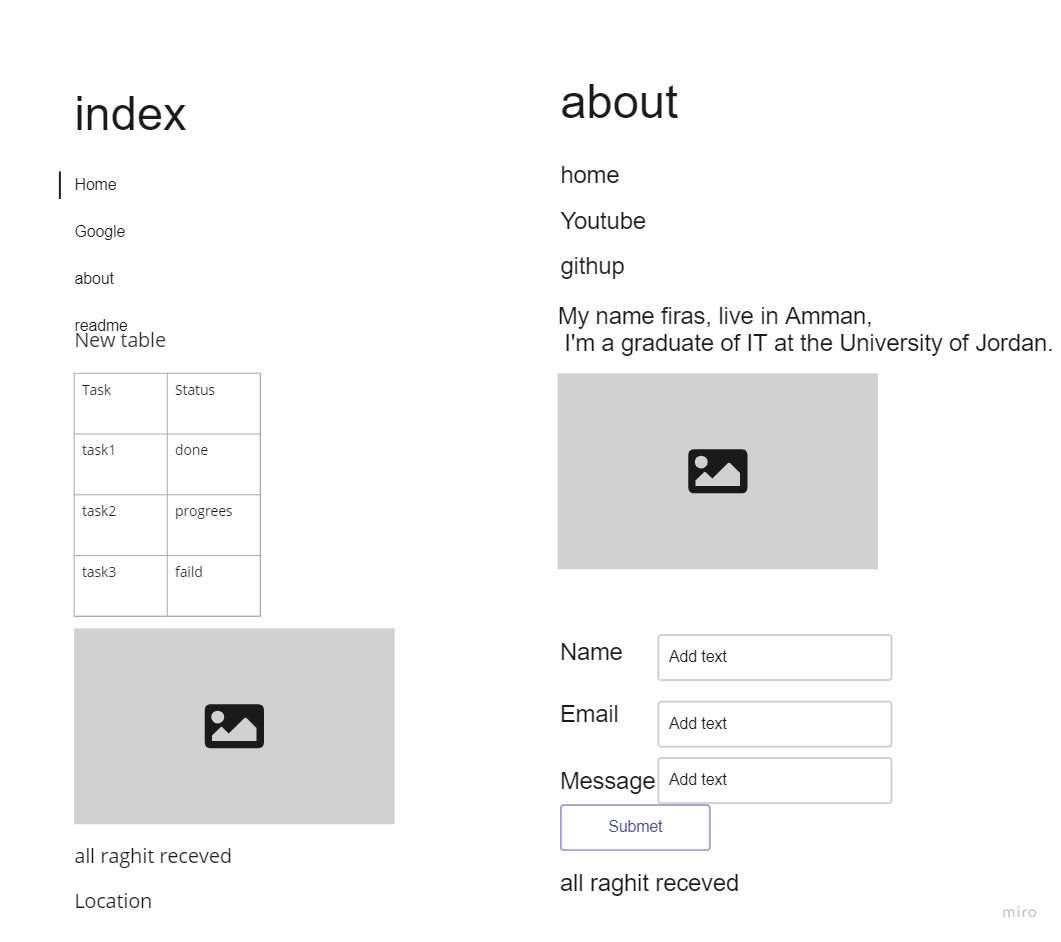 index
Home
Google
about
readme
New table
Task Status
task1 done
task2 progrees
task3 faild
all raghit receved
Location
about
home
Youtube
githup
My name firas, live in Amman,
I'm a graduate of IT at the University of Jordan.
Name Add text
Email Add text
Message Add text
Submet
all raghit receved
miro